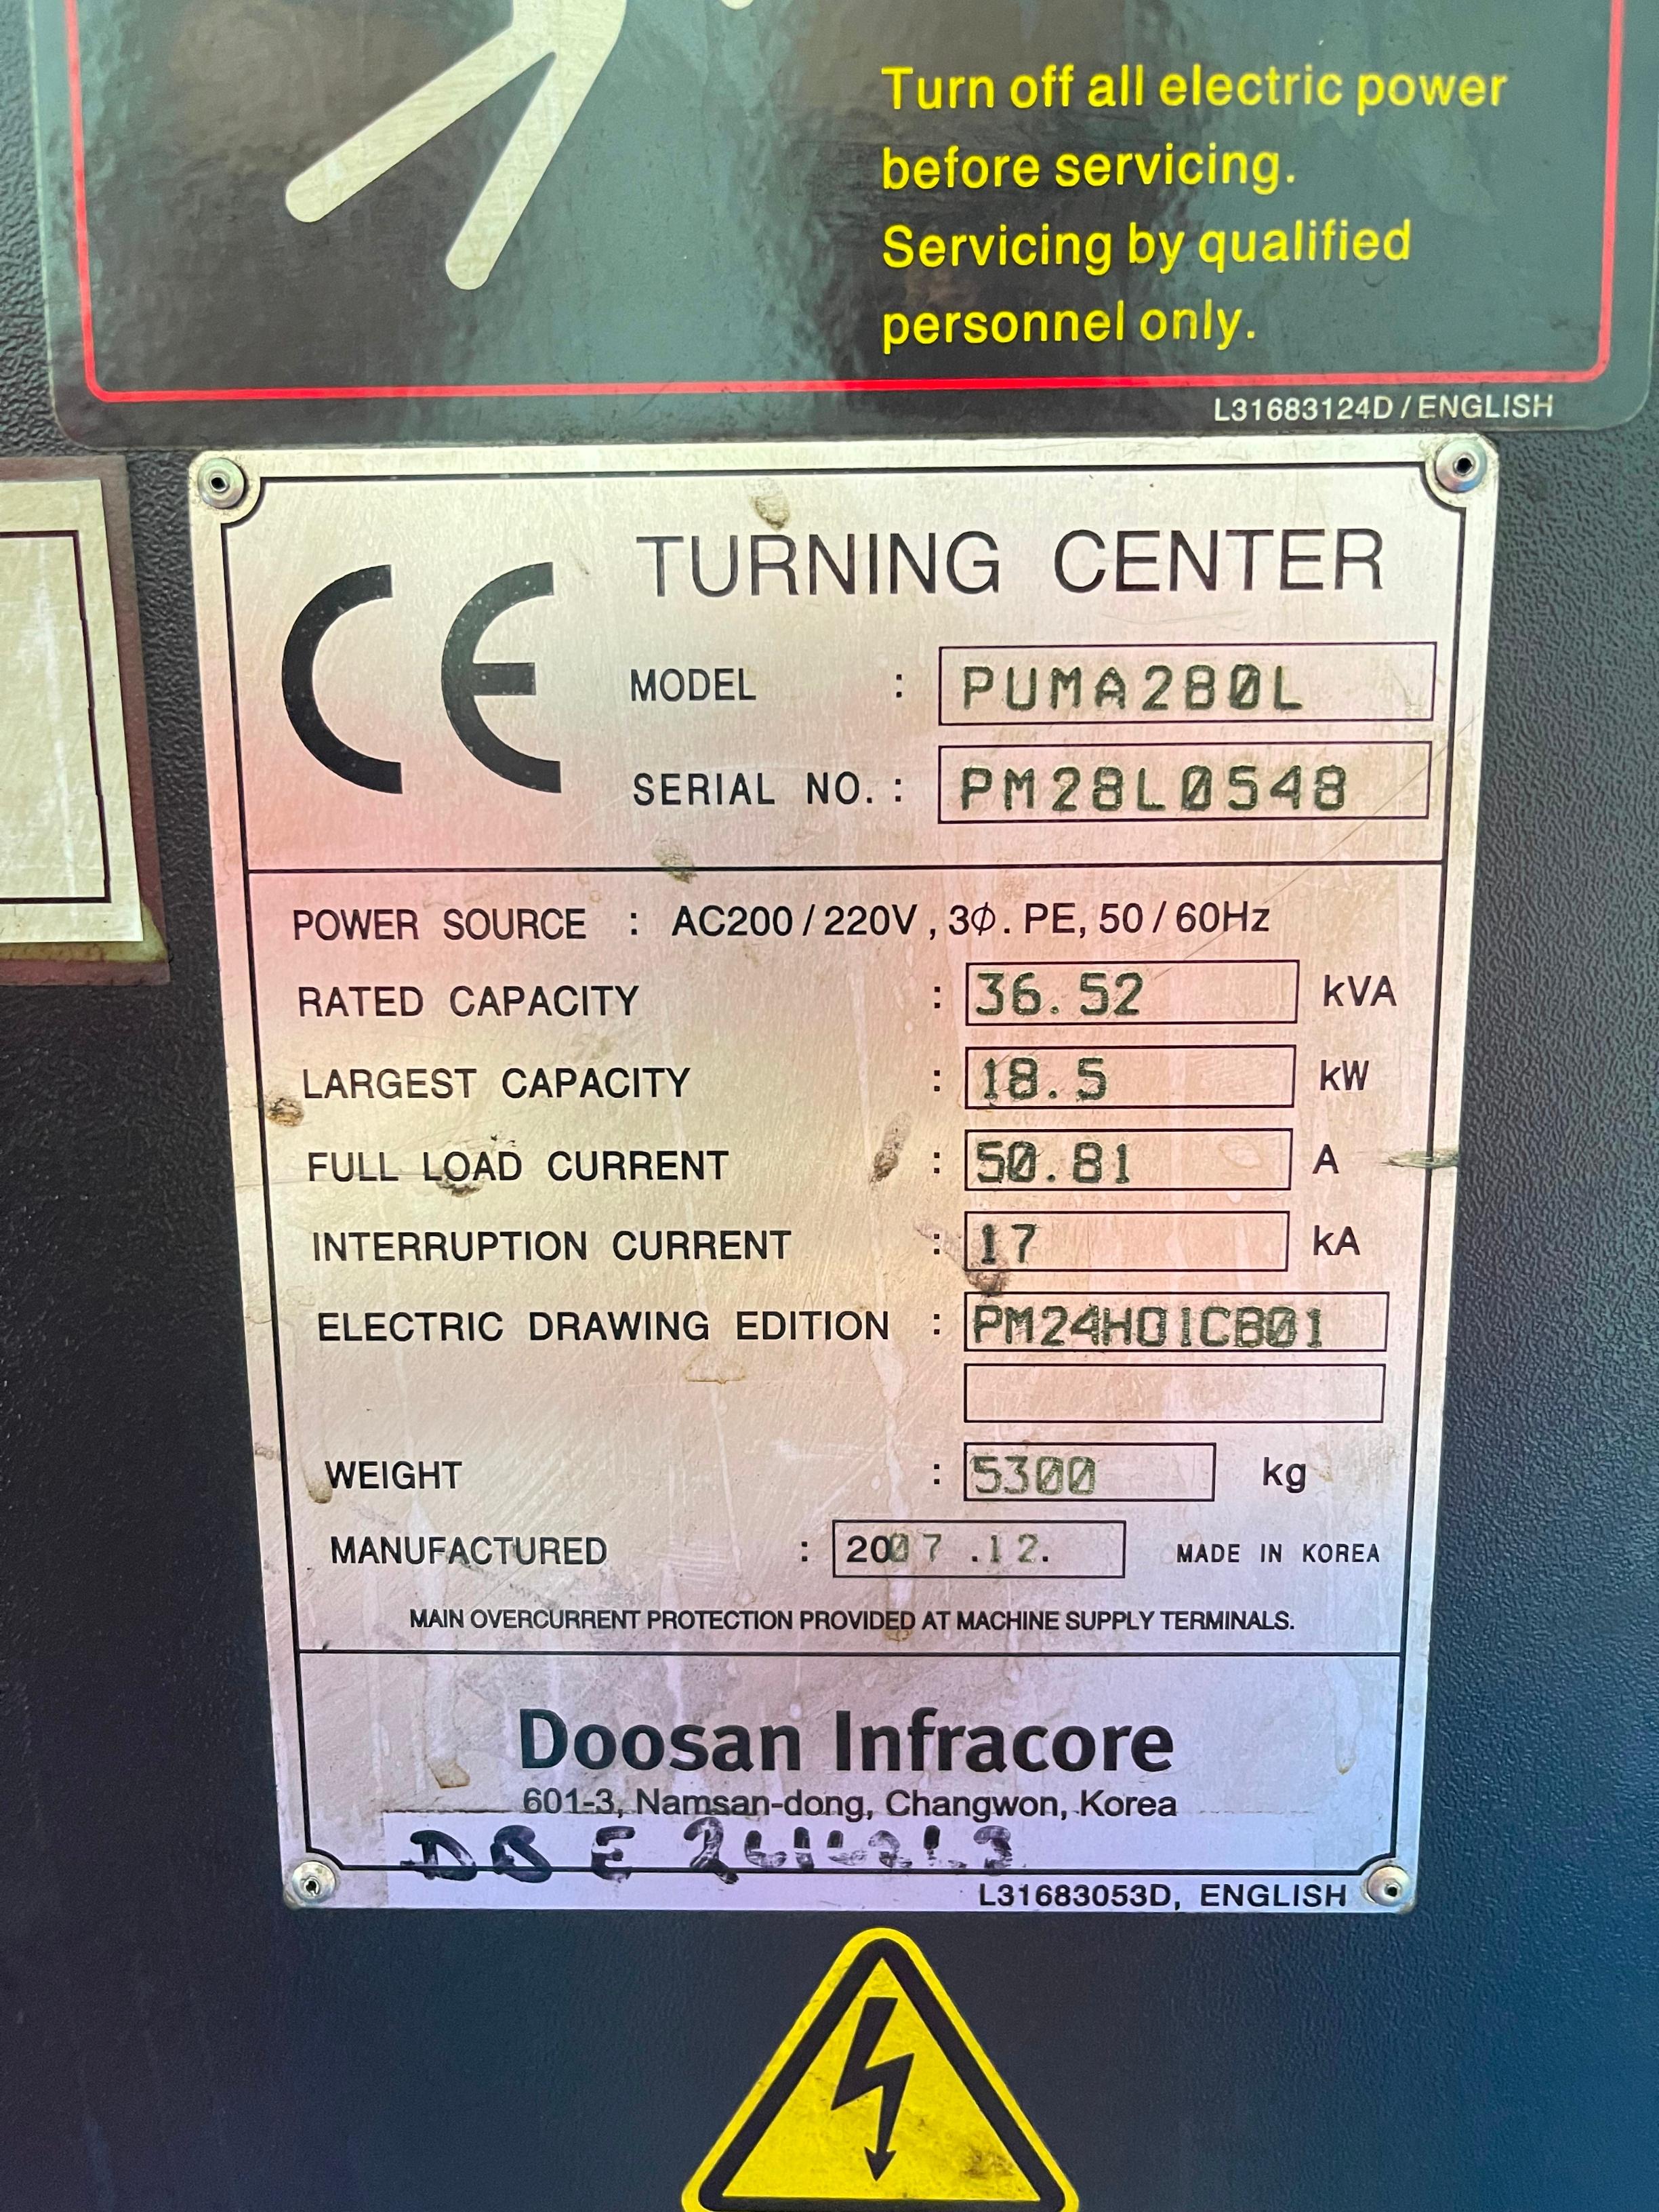 Turn off all electric power
before servicing.
Servicing by qualified
personnel only.
L31683124D / ENGLISH
CE
TURNING CENTER
MODEL : PUMA280L
SERIAL NO. : PM28L0548
POWER SOURCE : AC200 / 220V , 3Φ. PE, 50 / 60Hz
RATED CAPACITY : 36.52 kVA
LARGEST CAPACITY : 18.5 kW
FULL LOAD CURRENT : 50.81 A
INTERRUPTION CURRENT : 17 kA
ELECTRIC DRAWING EDITION : PM24HO1CB01
WEIGHT : 5300 kg
MANUFACTURED : 2007 .12. MADE IN KOREA
MAIN OVERCURRENT PROTECTION PROVIDED AT MACHINE SUPPLY TERMINALS.
Doosan Infracore
601-3, Namsan-dong, Changwon, Korea
L31683053D, ENGLISH